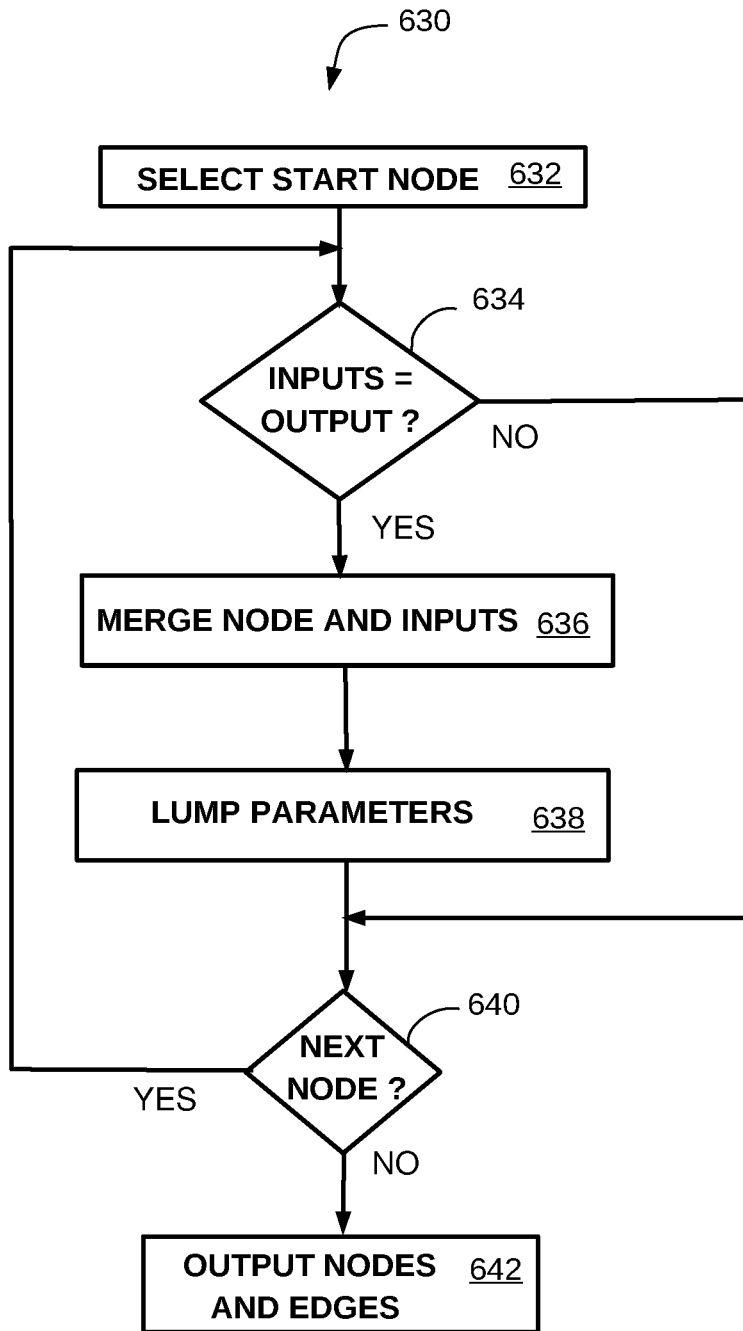 630
SELECT START NODE 632
634
INPUTS =
OUTPUT ?
NO
YES
MERGE NODE AND INPUTS 636
LUMP PARAMETERS 638
640
NEXT
NODE ?
YES
NO
OUTPUT NODES 642
AND EDGES